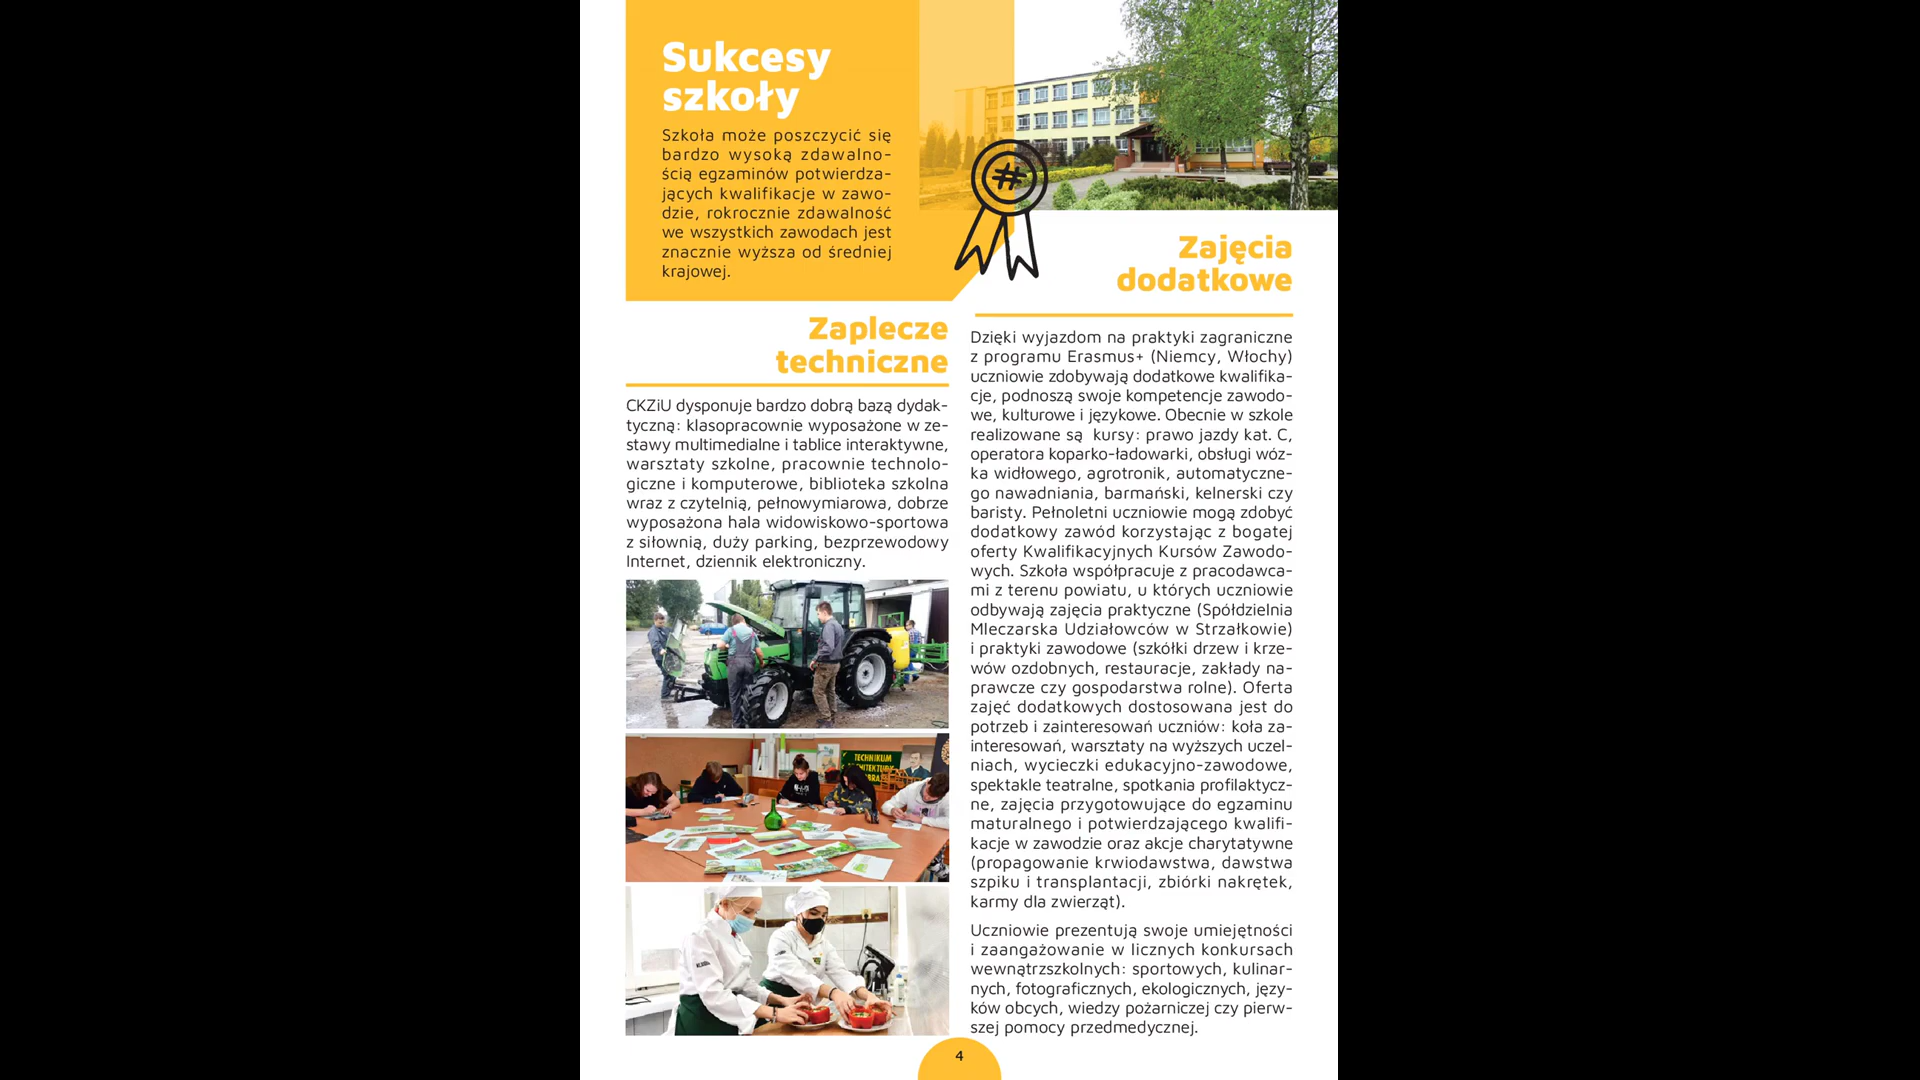 Sukcesy
szkoły
Szkoła może poszczycić się
bardzo wysoką zdawalno-
ścią egzaminów potwierdza-
jących kwalifikacje w zawo-
dzie, rokrocznie zdawalność
we wszystkich zawodach jest
znacznie wyższa od średniej
krajowej.
#
Zaplecze
techniczne
CKZiU dysponuje bardzo dobrą bazą dydak-
tyczną: klasopracownie wyposażone w ze-
stawy multimedialne i tablice interaktywne,
warsztaty szkolne, pracownie technolo-
giczne i komputerowe, biblioteka szkolna
wraz z czytelnią, pełnowymiarowa, dobrze
wyposażona hala widowiskowo-sportowa
z siłownią, duży parking, bezprzewodowy
Internet, dziennik elektroniczny.
TECHNIKUM
Zajęcia
dodatkowe
Dzięki wyjazdom na praktyki zagraniczne
z programu Erasmus+ (Niemcy, Włochy)
uczniowie zdobywają dodatkowe kwalifika-
cje, podnoszą swoje kompetencje zawodo-
we, kulturowe i językowe. Obecnie w szkole
realizowane są kursy: prawo jazdy kat. C,
operatora koparko-ładowarki, obsługi wóz-
ka widłowego, agrotronik, automatyczne-
go nawadniania, barmański, kelnerski czy
baristy. Pełnoletni uczniowie mogą zdobyć
dodatkowy zawód korzystając z bogatej
oferty Kwalifikacyjnych Kursów Zawodo-
wych. Szkoła współpracuje z pracodawca-
mi z terenu powiatu, u których uczniowie
odbywają zajęcia praktyczne (Spółdzielnia
Mleczarska Udziałowców w Strzałkowie)
i praktyki zawodowe (szkółki drzew i krze-
wów ozdobnych, restauracje, zakłady na-
prawcze czy gospodarstwa rolne). Oferta
zajęć dodatkowych dostosowana jest do
potrzeb i zainteresowań uczniów: koła za-
interesowań, warsztaty na wyższych uczel-
niach, wycieczki edukacyjno-zawodowe,
spektakle teatralne, spotkania profilaktycz-
ne, zajęcia przygotowujące do egzaminu
maturalnego i potwierdzającego kwalifi-
kacje w zawodzie oraz akcje charytatywne
(propagowanie krwiodawstwa, dawstwa
szpiku i transplantacji, zbiórki nakrętek,
karmy dla zwierząt).
Uczniowie prezentują swoje umiejętności
i zaangażowanie w licznych konkursach
wewnątrzszkolnych: sportowych, kulinar-
nych, fotograficznych, ekologicznych, języ-
ków obcych, wiedzy pożarniczej czy pierw-
szej pomocy przedmedycznej.
4